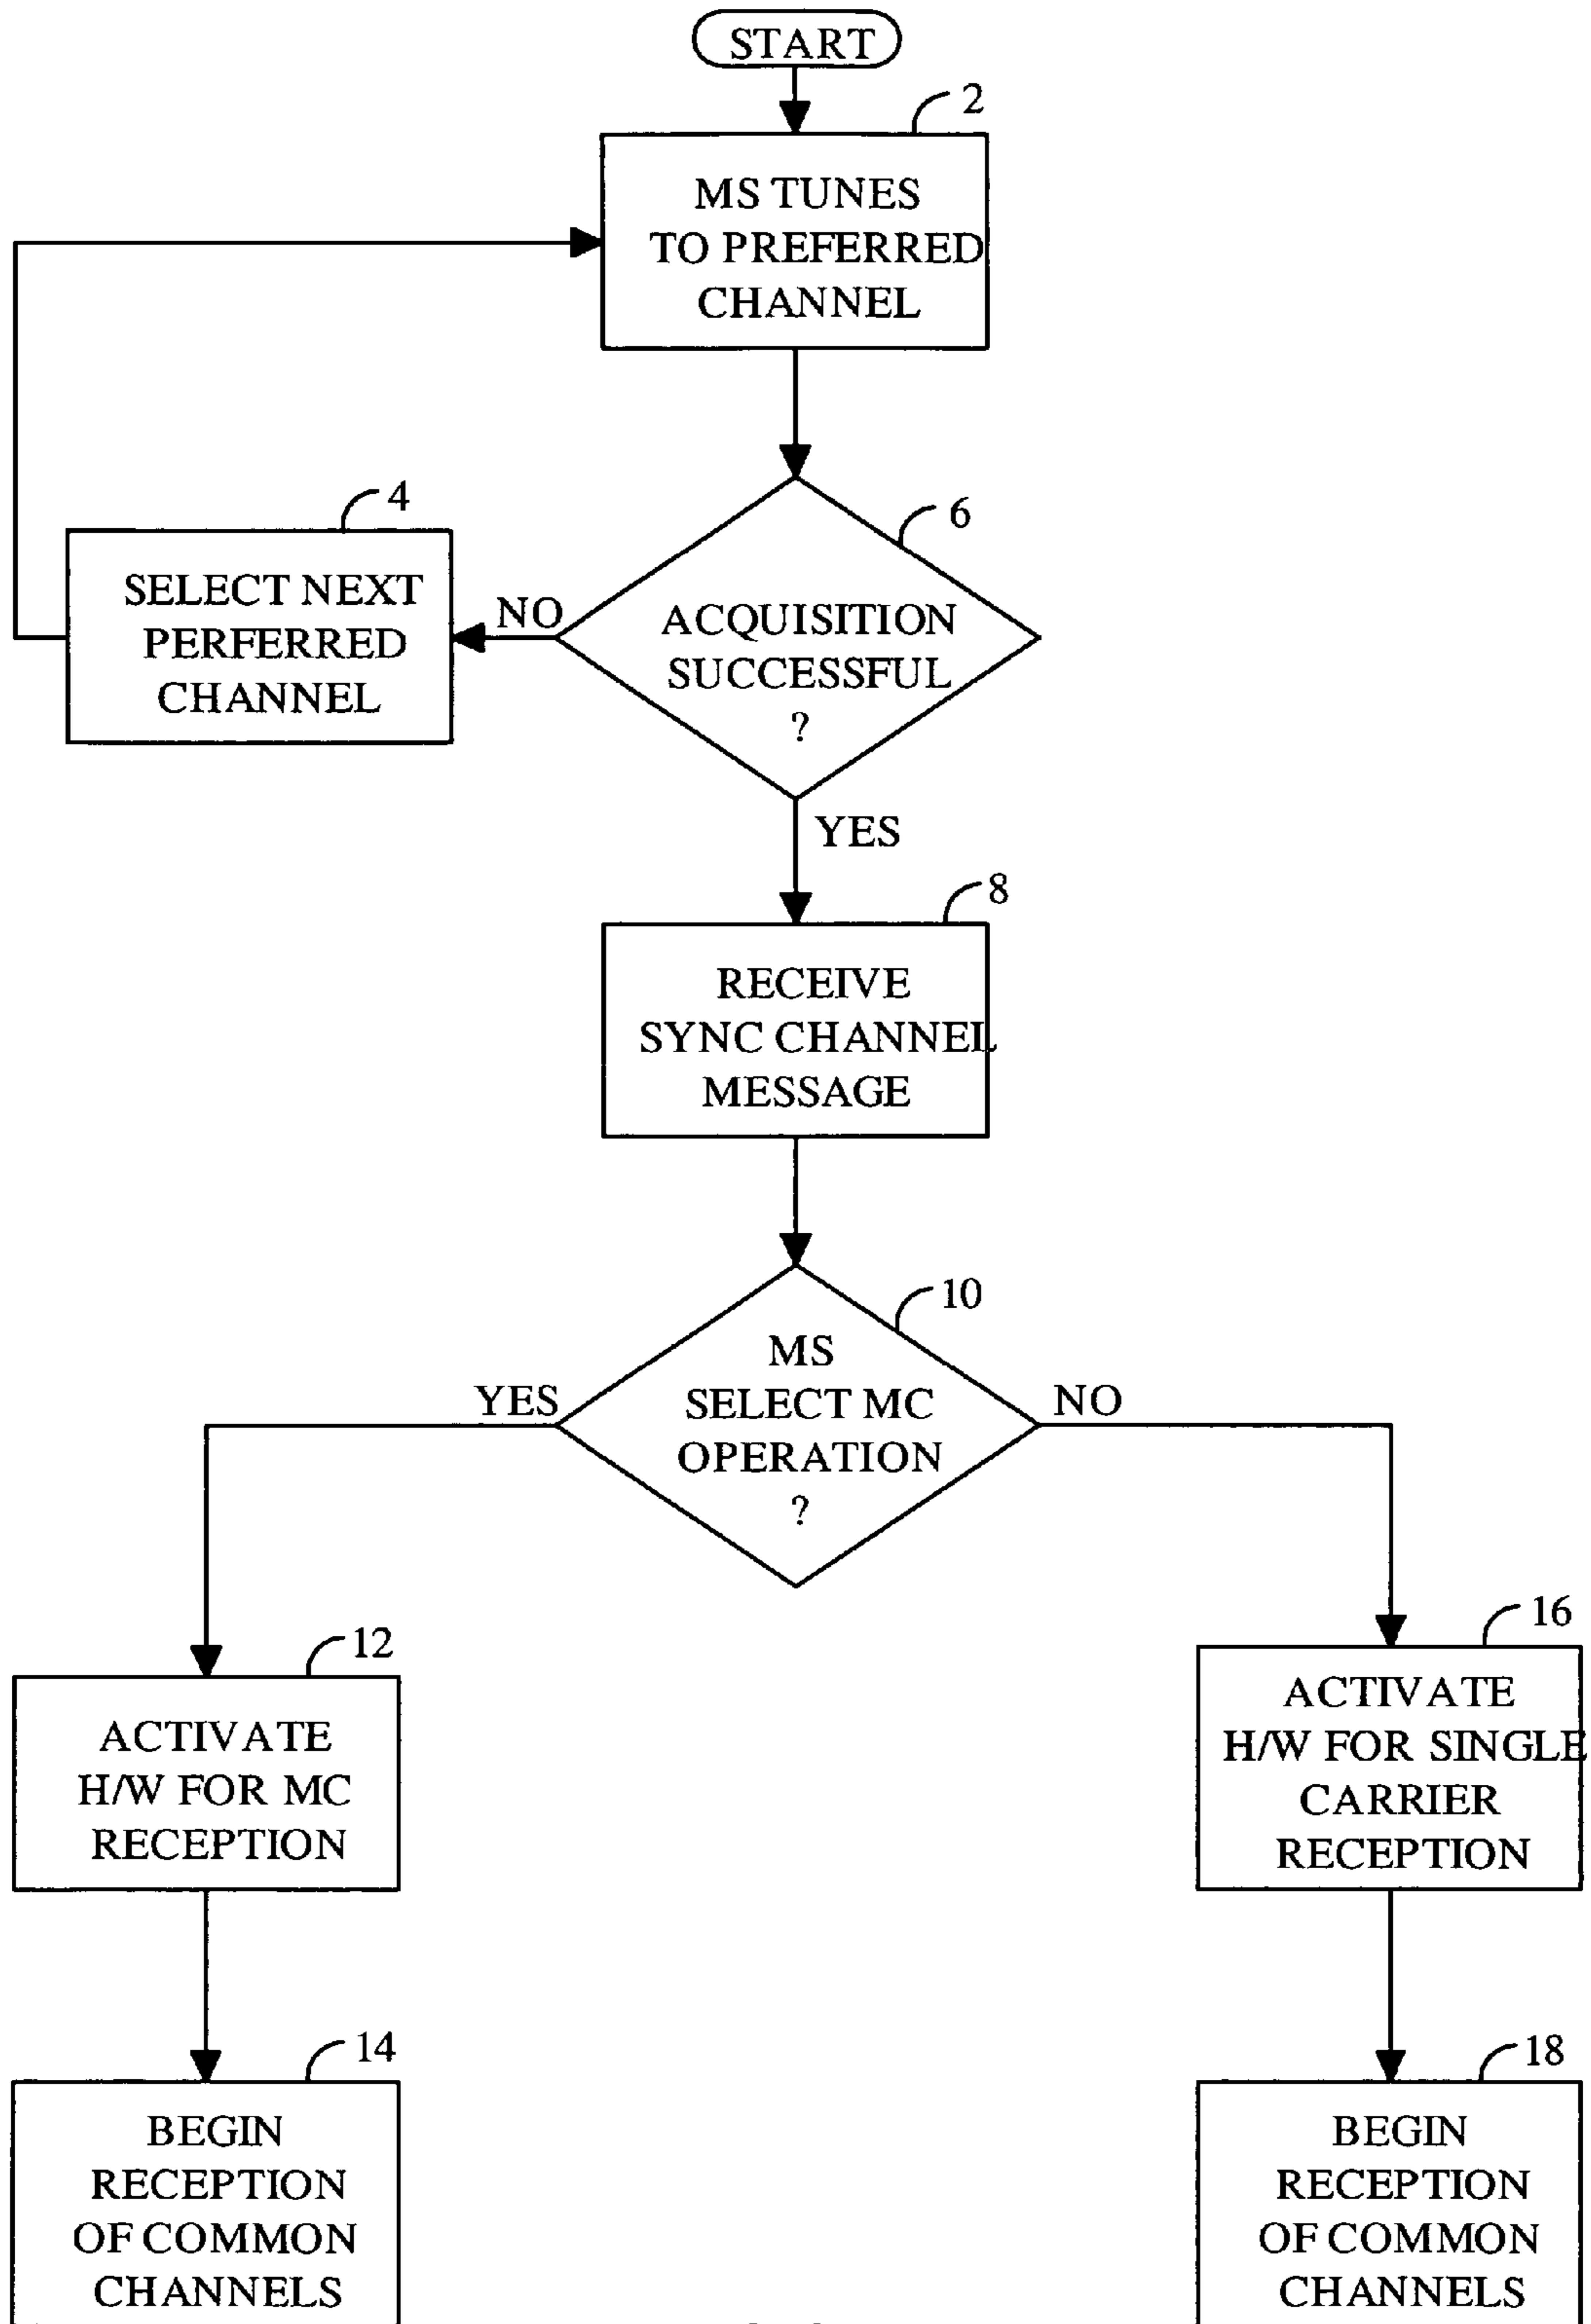 START
2
MS TUNES
TO PREFERRED
CHANNEL
4
SELECT NEXT
PERFERRED
CHANNEL
NO
6
ACQUISITION
SUCCESSFUL
?
YES
8
RECEIVE
SYNC CHANNEL
MESSAGE
10
MS
SELECT MC
OPERATION
?
YES
NO
12
ACTIVATE
H/W FOR MC
RECEPTION
16
ACTIVATE
H/W FOR SINGLE
CARRIER
RECEPTION
14
BEGIN
RECEPTION
OF COMMON
CHANNELS
18
BEGIN
RECEPTION
OF COMMON
CHANNELS